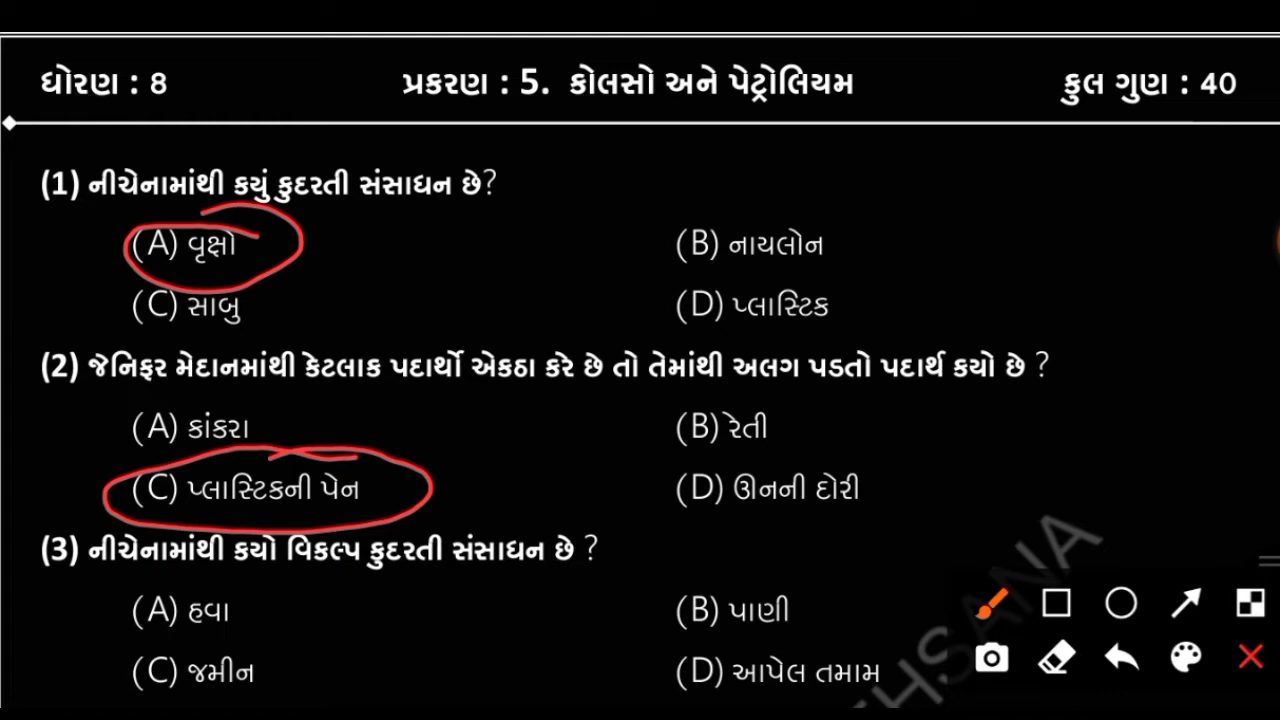 ધોરણ : 8 પ્રકરણ : 5. કોલસો અને પેટ્રોલિયમ કુલ ગુણ : 40
(1) નીચેનામાંથી કયું કુદરતી સંસાધન છે?
(A) વૃક્ષો (B) નાયલોન
(C) સાબુ (D) પ્લાસ્ટિક
(2) જેનિફર મેદાનમાંથી કેટલાક પદાર્થો એકઠા કરે છે તો તેમાંથી અલગ પડતો પદાર્થ કયો છે ?
(A) કાંકરા (B) રેતી
(C) પ્લાસ્ટિકની પેન (D) ઊનની દોરી
(3) નીચેનામાંથી કયો વિકલ્પ કુદરતી સંસાધન છે ?
(A) હવા (B) પાણી
(C) જમીન (D) આપેલ તમામ
HSANA